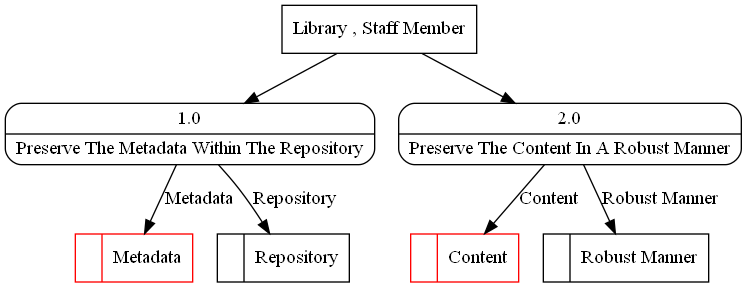 Library , Staff Member
1.0
Preserve The Metadata Within The Repository
2.0
Preserve The Content In A Robust Manner
Metadata
Repository
Content
Robust Manner
Metadata
Repository
Content
Robust Manner